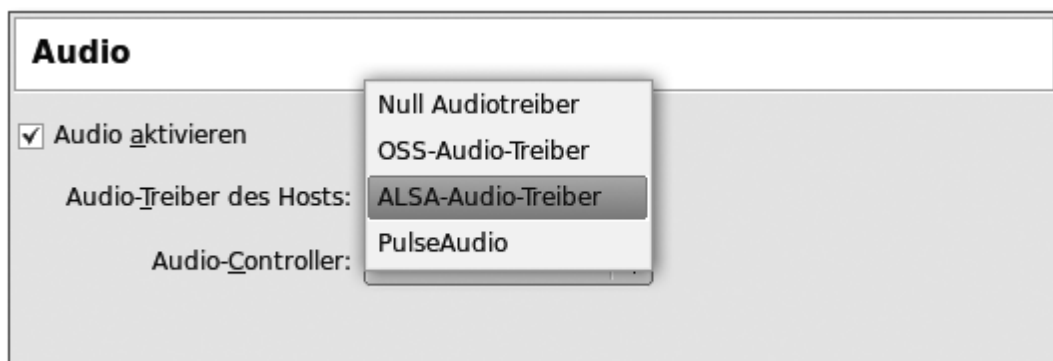 Audio
Audio aktivieren
Audio-Treiber des Hosts:
Null Audiotreiber
OSS-Audio-Treiber
ALSA-Audio-Treiber
PulseAudio
Audio-Controller: